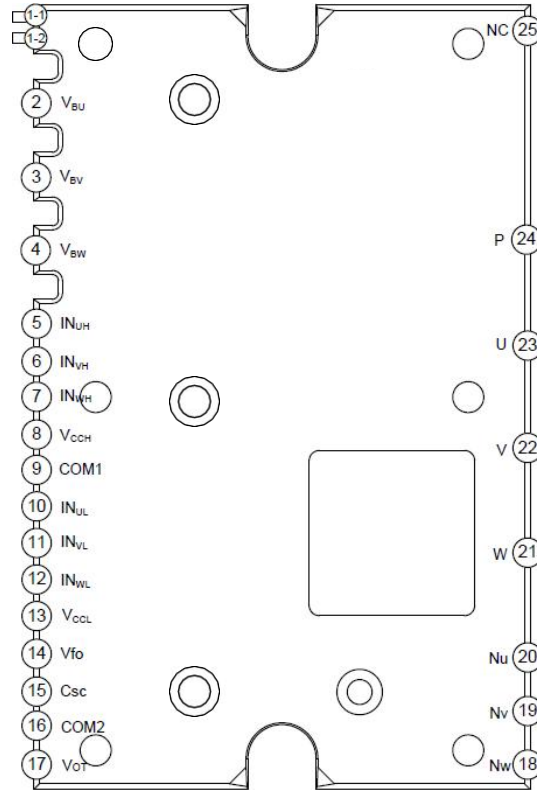 1-1
1-2
2 VBU
3 VBV
4 VBW
5 INUH
6 INVH
7 INWH
8 VCCH
9 COM1
10 INUL
11 INVL
12 INWL
13 VCCL
14 Vfo
15 Csc
16 COM2
17 VOT
NC 25
P 24
U 23
V 22
W 21
Nu 20
Nv 19
Nw 18